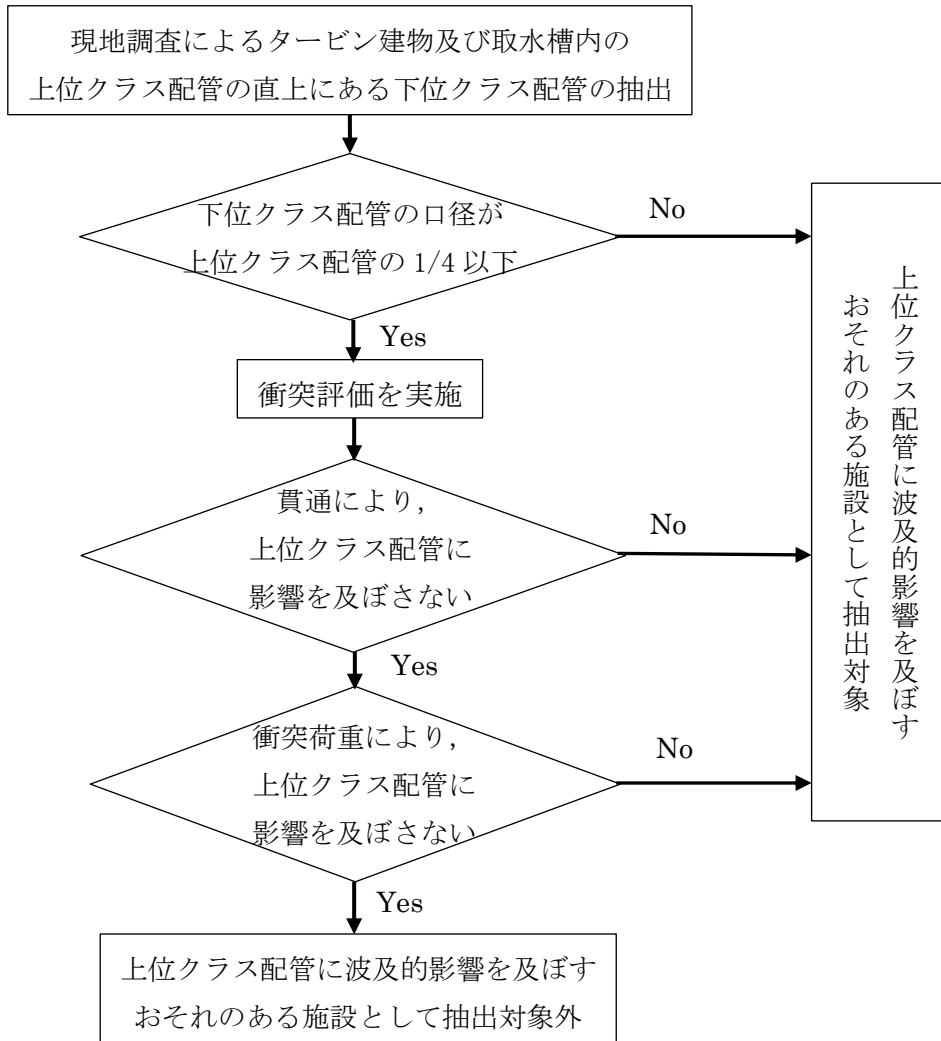 現地調査によるタービン建物及び取水槽内の
上位クラス配管の直上にある下位クラス配管の抽出
下位クラス配管の口径が
上位クラス配管の 1/4 以下
No
Yes
衝突評価を実施
貫通により,
上位クラス配管に
影響を及ぼさない
No
Yes
衝突荷重により,
上位クラス配管に
影響を及ぼさない
No
Yes
上位クラス配管に波及的影響を及ぼす
おそれのある施設として抽出対象外
上位クラス配管に波及的影響を及ぼす
おそれのある施設として抽出対象